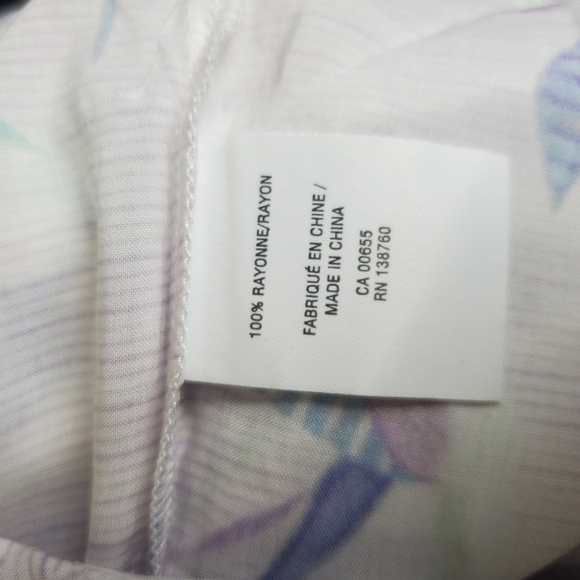 100% RAYONNE/RAYON
FABRIQUÉ EN CHINE /
MADE IN CHINA
CA 00655
RN 138760